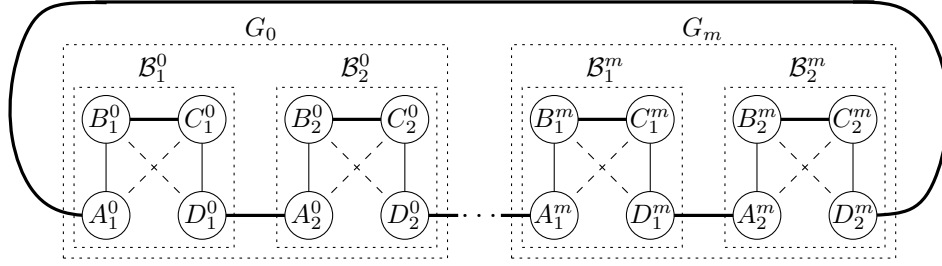 G_0 G_m
𝓑_1^0 𝓑_2^0 𝓑_1^m 𝓑_2^m
B_1^0 C_1^0 B_2^0 C_2^0 B_1^m C_1^m B_2^m C_2^m
A_1^0 D_1^0 A_2^0 D_2^0 · · · A_1^m D_1^m A_2^m D_2^m